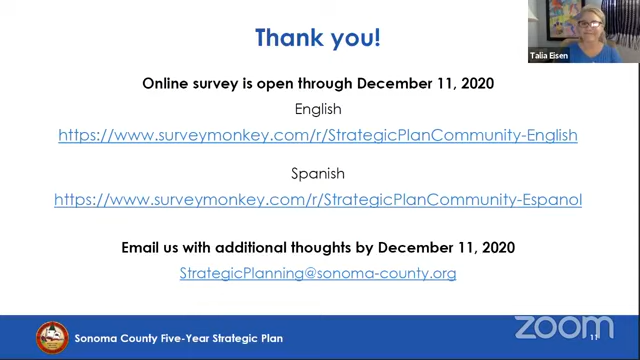 Thank you!
Talia Eisen
Online survey is open through December 11, 2020
English
https://www.surveymonkey.com/r/StrategicPlanCommunity-English
Spanish
https://www.surveymonkey.com/r/StrategicPlanCommunity-Espanol
Email us with additional thoughts by December 11, 2020
StrategicPlanning@sonoma-county.org
Sonoma County Five-Year Strategic Plan
zoom
11